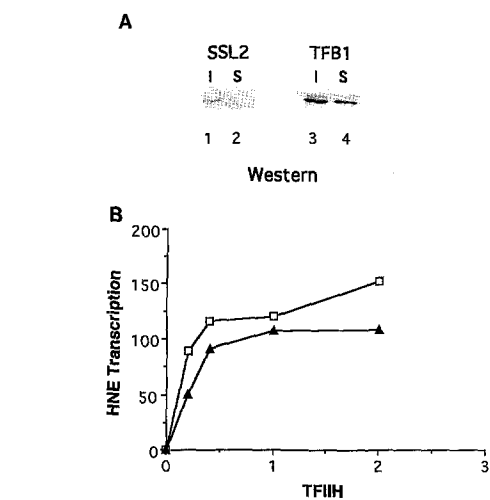 A
SSL2 TFB1
I S I S
1 2 3 4
Western
B
200
150
100
50
0
HNE Transcription
0 1 2 3
TFIIH